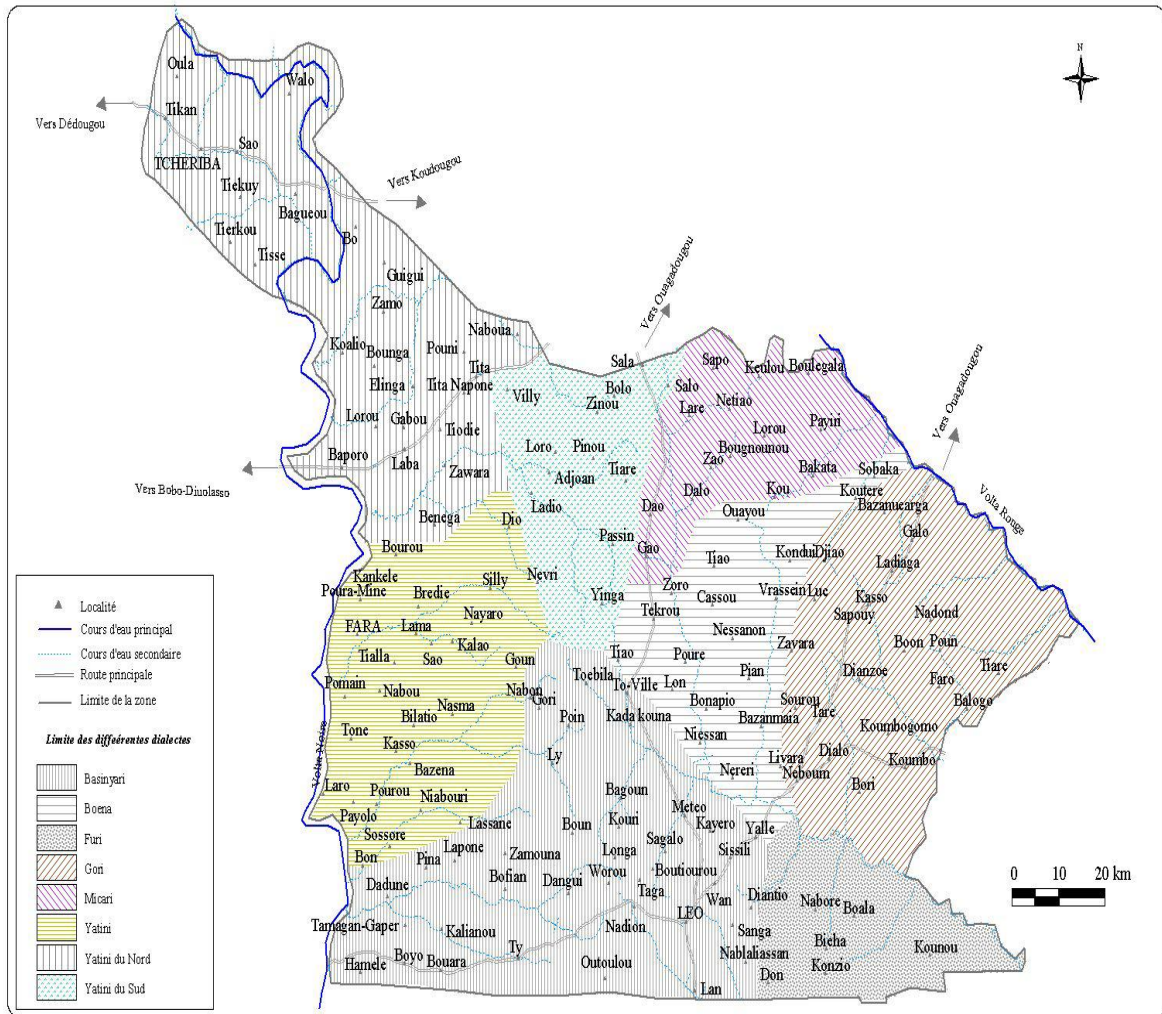 N
Oula
Walo
Tikan
Vers Dédougou
Sao
TCHERIBA
Vers Koudougou
Tiekuy
Bagueou
Tierkou
Bo
Tisse
Guigui
Zamo
Vers Ouagadougou
Naboua
Koalio
Bounga
Pouni
Tita
Sala
Sapo
Keulou
Boulegala
Elinga
Tita Napone
Villy
Bolo
Salo
Zinou
Lare
Netiao
Vers Ouagadougou
Lorou
Gabou
Payiri
Tiodie
Lorou
Loro
Pinou
Bougnounou
Baporo
Laba
Zawara
Adjoan
Tiare
Zao
Bakata
Sobaka
Vers Bobo-Diuolasso
Ladio
Dalo
Kou
Koutere
Volta Rouge
Benega
Dio
Dao
Ouayou
Bazanuearga
Passin
Galo
Bourou
Gao
Tiao
Kondui
Djiao
Ladiaga
Kankele
Silly
Nevri
Zoro
Poura-Mine
Bredie
Yinga
Cassou
Vrassein
Lue
Kasso
Nayaro
Tekrou
Sapouy
Nadond
FARA
Lama
Nessanon
Kalao
Zavara
Boon
Poun
Tialla
Sao
Goun
Tiao
Poure
Tiare
Toebila
Pian
Dianzoe
Pomain
Nabou
Nabon
To-Ville
Lon
Faro
Gori
Bonapio
Sourou
Balogo
Nasma
Kada kouna
Tare
Bilatio
Poin
Bazanmaia
Koumbogomo
Tone
Niessan
Kasso
Ly
Dialo
Livara
Koumbo
Bazena
Nereri
Neboum
Volta Noire
Laro
Bagoun
Bori
Pourou
Niabouri
Meteo
Payolo
Kouri
Kayero
Lassane
Boun
Yalle
Sossore
Sagalo
Sissili
Bon
Pina
Lapone
Zamouna
Longa
Boutiourou
Dadune
Bofian
Dangui
Worou
Taga
Wan
Diantio
Nabore
Boala
Tamagan-Gaper
LEO
Kalianou
Nadion
Sanga
Ty
Bieha
Kounou
Boyo
Nablaliassan
Hamele
Bouara
Outoulou
Don
Konzio
Lan
0 10 20 km
Localité
Cours d'eau principal
Cours d'eau secondaire
Route principale
Limite de la zone
Limite des différentes dialectes
Basinyari
Boena
Furi
Gori
Micari
Yatini
Yatini du Nord
Yatini du Sud